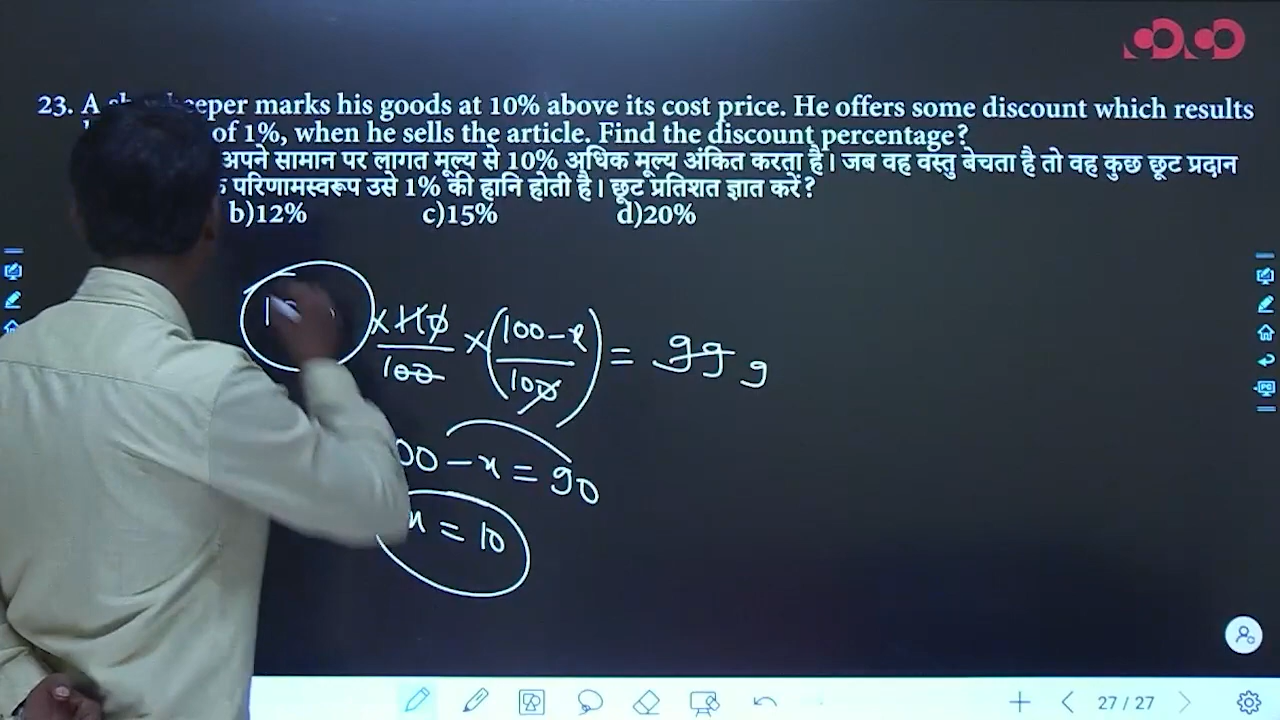 23. A marks his goods at 10% above its cost price. He offers some discount which results
of 1%, when he sells the article. Find the discount percentage?
अपने सामान पर लागत मूल्य से 10% अधिक मूल्य अंकित करता है। जब वह वस्तु बेचता है तो वह कुछ छूट प्रदान
परिणामस्वरूप उसे 1% की हानि होती है। छूट प्रतिशत ज्ञात करें?
b)12% c)15% d)20%
× 110/100 × (100-x/100) = 99 9
00 - x = 90
x = 10
27 / 27